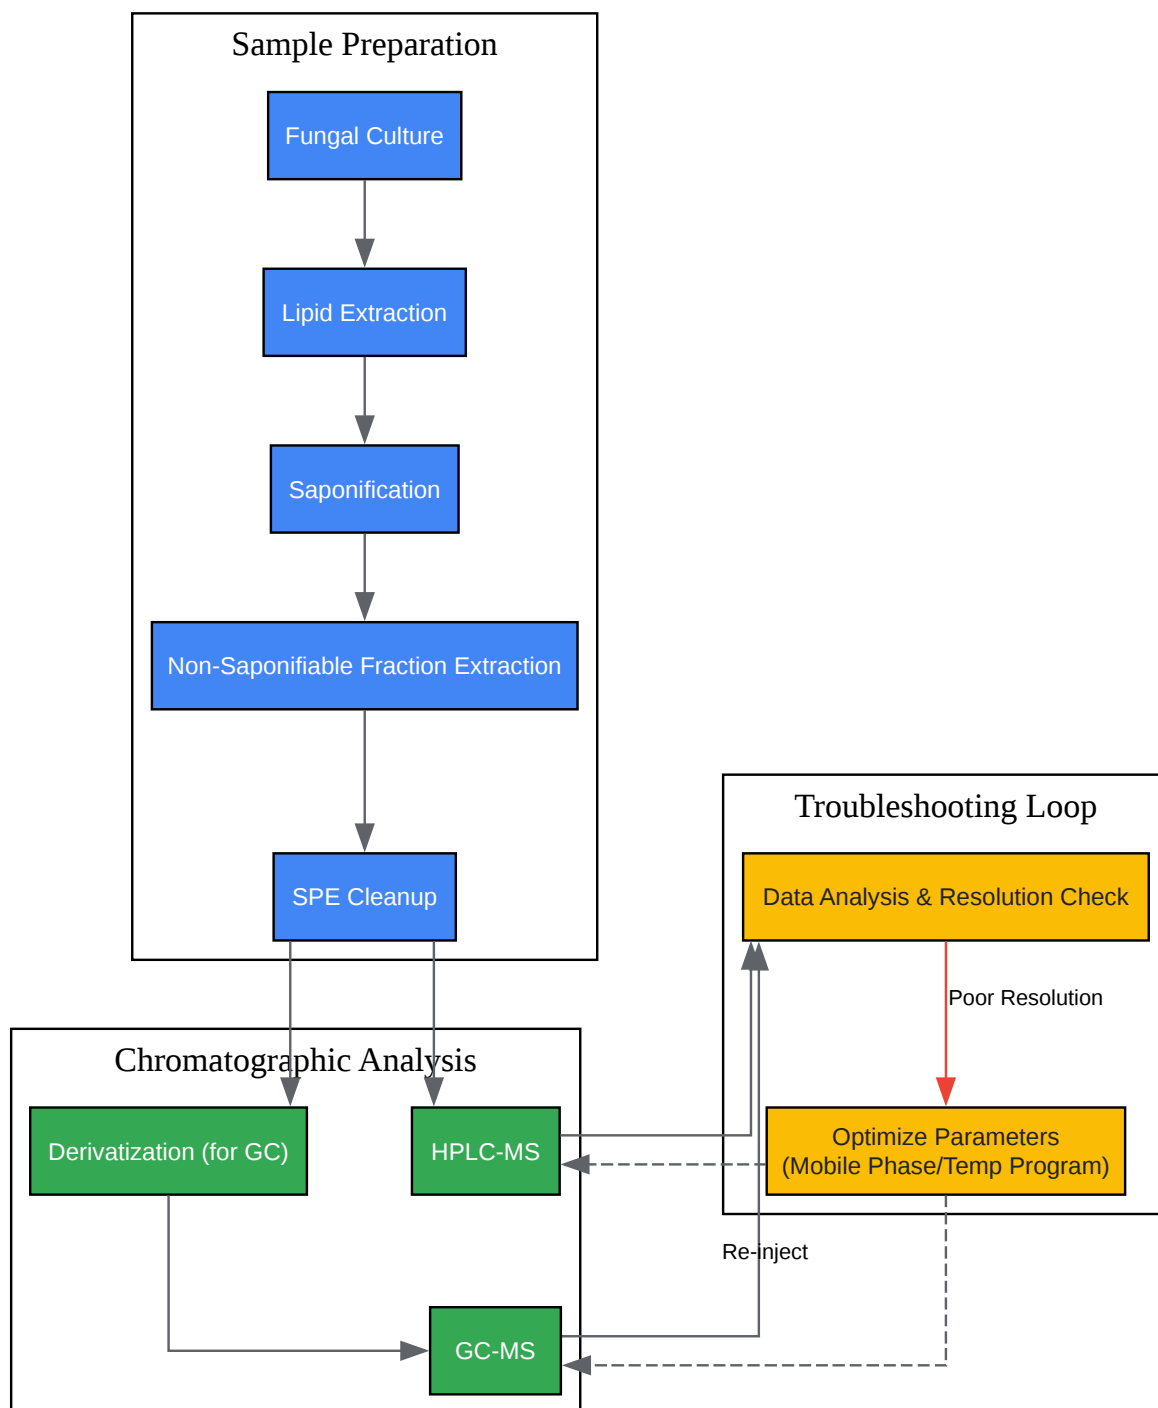 Sample Preparation
Fungal Culture
Lipid Extraction
Saponification
Non-Saponifiable Fraction Extraction
SPE Cleanup
Troubleshooting Loop
Data Analysis & Resolution Check
Poor Resolution
Optimize Parameters
(Mobile Phase/Temp Program)
Chromatographic Analysis
Derivatization (for GC)
HPLC-MS
Re-inject
GC-MS